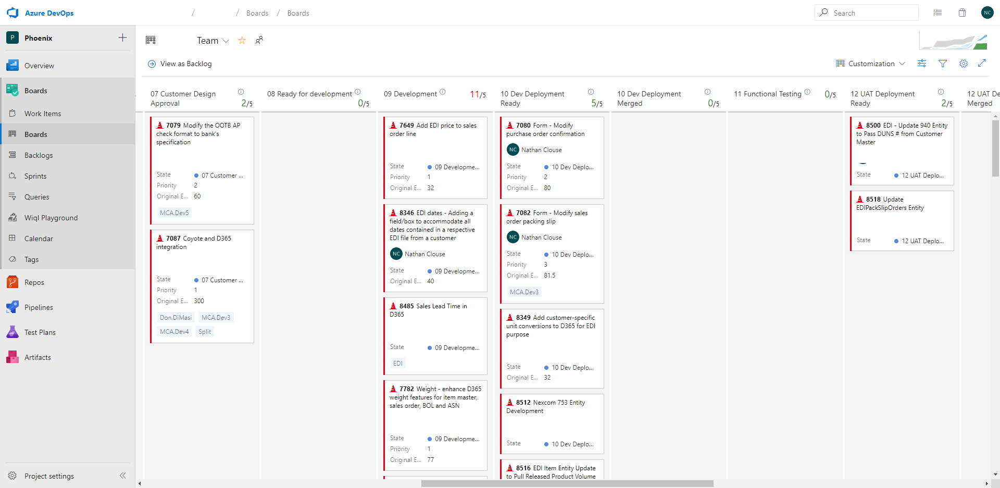 Azure DevOps
/
/
Boards
/
Boards
Search
NC
P
Phoenix
Team
Overview
View as Backlog
Customization
Boards
Work Items
Boards
Backlogs
Sprints
Queries
Wiql Playground
Calendar
Tags
Repos
Pipelines
Test Plans
Artifacts
Project settings
07 Customer Design
Approval
2/5
7079 Modify the OOTB AP
check format to bank's
specification
State 07 Customer ...
Priority 2
Original E... 60
MCA.Dev5
7087 Coyote and D365
integration
State 07 Customer ...
Priority 1
Original E... 300
Don.DiMasi MCA.Dev3
MCA.Dev4 Split
08 Ready for development
0/5
09 Development 11/5
7649 Add EDI price to sales
order line
State 09 Developme...
Priority 1
Original E... 32
8346 EDI dates - Adding a
field/box to accommodate all
dates contained in a respective
EDI file from a customer
NC Nathan Clouse
State 09 Developme...
Original E... 40
8485 Sales Lead Time in
D365
State 09 Developme...
EDI
7782 Weight - enhance D365
weight features for item master,
sales order, BOL and ASN
State 09 Developme...
Priority 1
Original E... 77
10 Dev Deployment
Ready
5/5
7080 Form - Modify
purchase order confirmation
NC Nathan Clouse
State 10 Dev Deplo...
Priority 2
Original E... 80
7082 Form - Modify sales
order packing slip
NC Nathan Clouse
State 10 Dev Deplo...
Priority 3
Original E... 81.5
MCA.Dev3
8349 Add customer-specific
unit conversions to D365 for EDI
purpose
State 10 Dev Deplo...
Original E... 32
8512 Nexcom 753 Entity
Development
State 10 Dev Deplo...
8516 EDI Item Entity Update
to Pull Released Product Volume
10 Dev Deployment
Merged
0/5
11 Functional Testing 0/5
12 UAT Deployment
Ready
2/5
8500 EDI - Update 940 Entity
to Pass DUNS # from Customer
Master
State 12 UAT Deplo...
8518 Update
EDIPackSlipOrders Entity
State 12 UAT Deplo...
12 UAT De
Merged